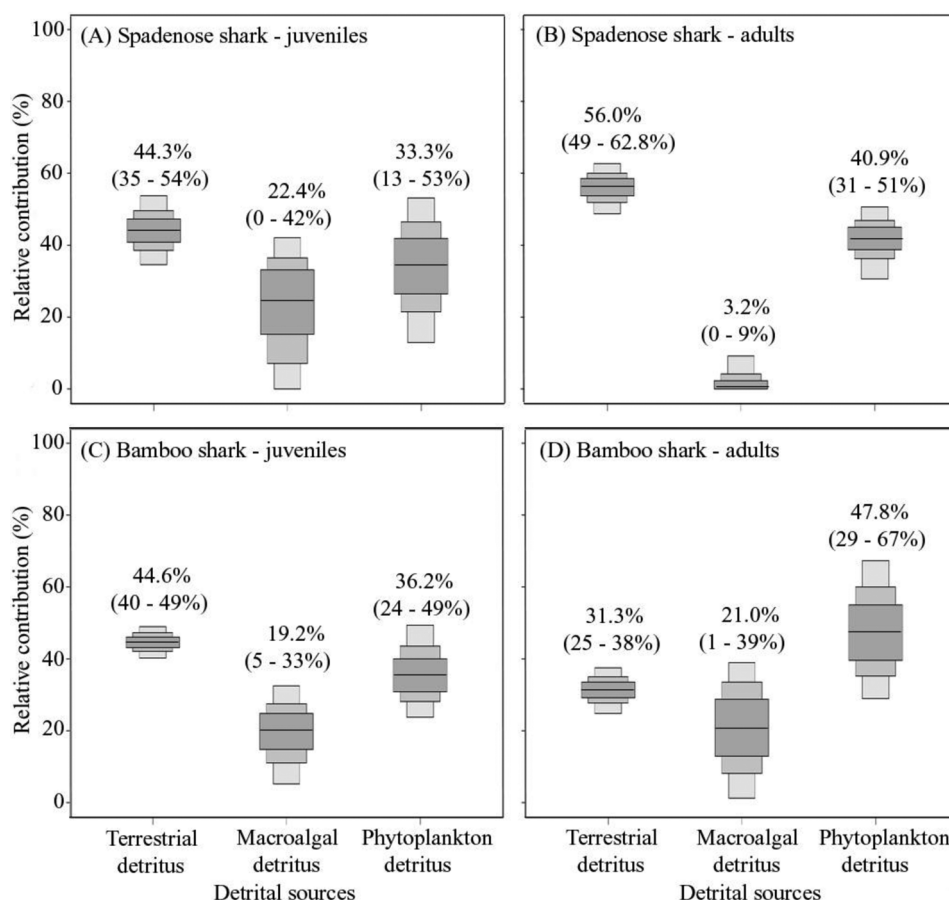 (A) Spadenose shark - juveniles
Relative contribution (%)
100
80
60
40
20
0
44.3%
(35 - 54%)
22.4%
(0 - 42%)
33.3%
(13 - 53%)
(B) Spadenose shark - adults
56.0%
(49 - 62.8%)
3.2%
(0 - 9%)
40.9%
(31 - 51%)
(C) Bamboo shark - juveniles
Relative contribution (%)
100
80
60
40
20
0
44.6%
(40 - 49%)
19.2%
(5 - 33%)
36.2%
(24 - 49%)
Terrestrial
detritus
Macroalgal
detritus
Phytoplankton
detritus
Detrital sources
(D) Bamboo shark - adults
31.3%
(25 - 38%)
21.0%
(1 - 39%)
47.8%
(29 - 67%)
Terrestrial
detritus
Macroalgal
detritus
Phytoplankton
detritus
Detrital sources